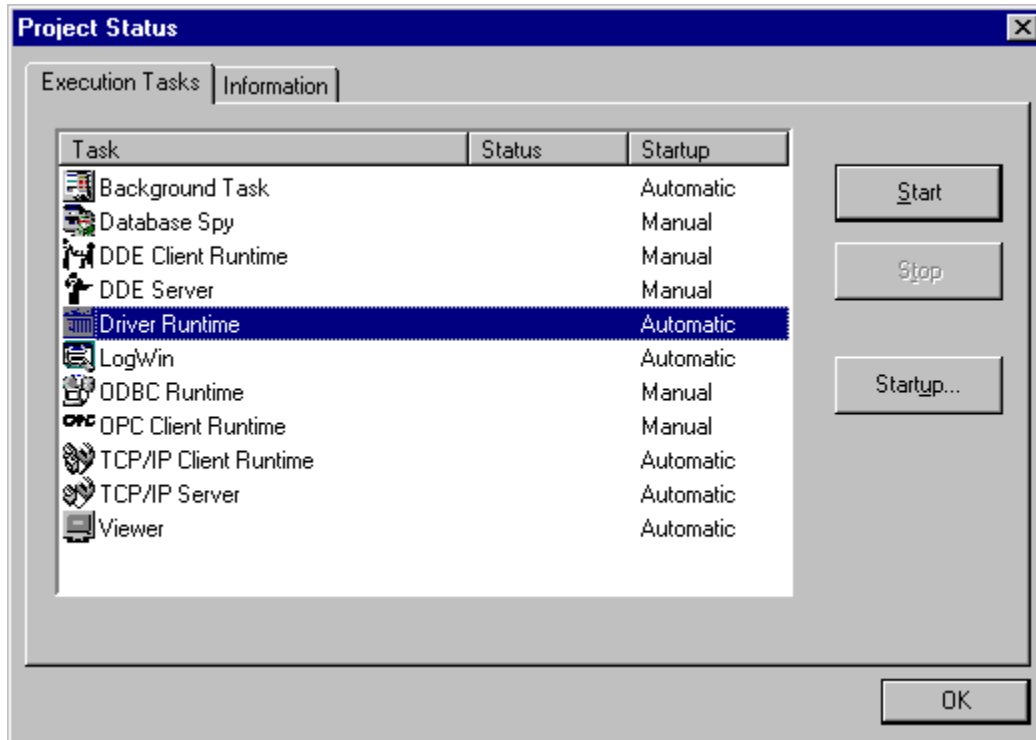 Project Status
Execution Tasks Information
Task Status Startup
Background Task Automatic
Database Spy Manual
DDE Client Runtime Manual
DDE Server Manual
Driver Runtime Automatic
LogWin Automatic
ODBC Runtime Manual
OPC OPC Client Runtime Manual
TCP/IP Client Runtime Automatic
TCP/IP Server Automatic
Viewer Automatic
Start
Stop
Startup...
OK